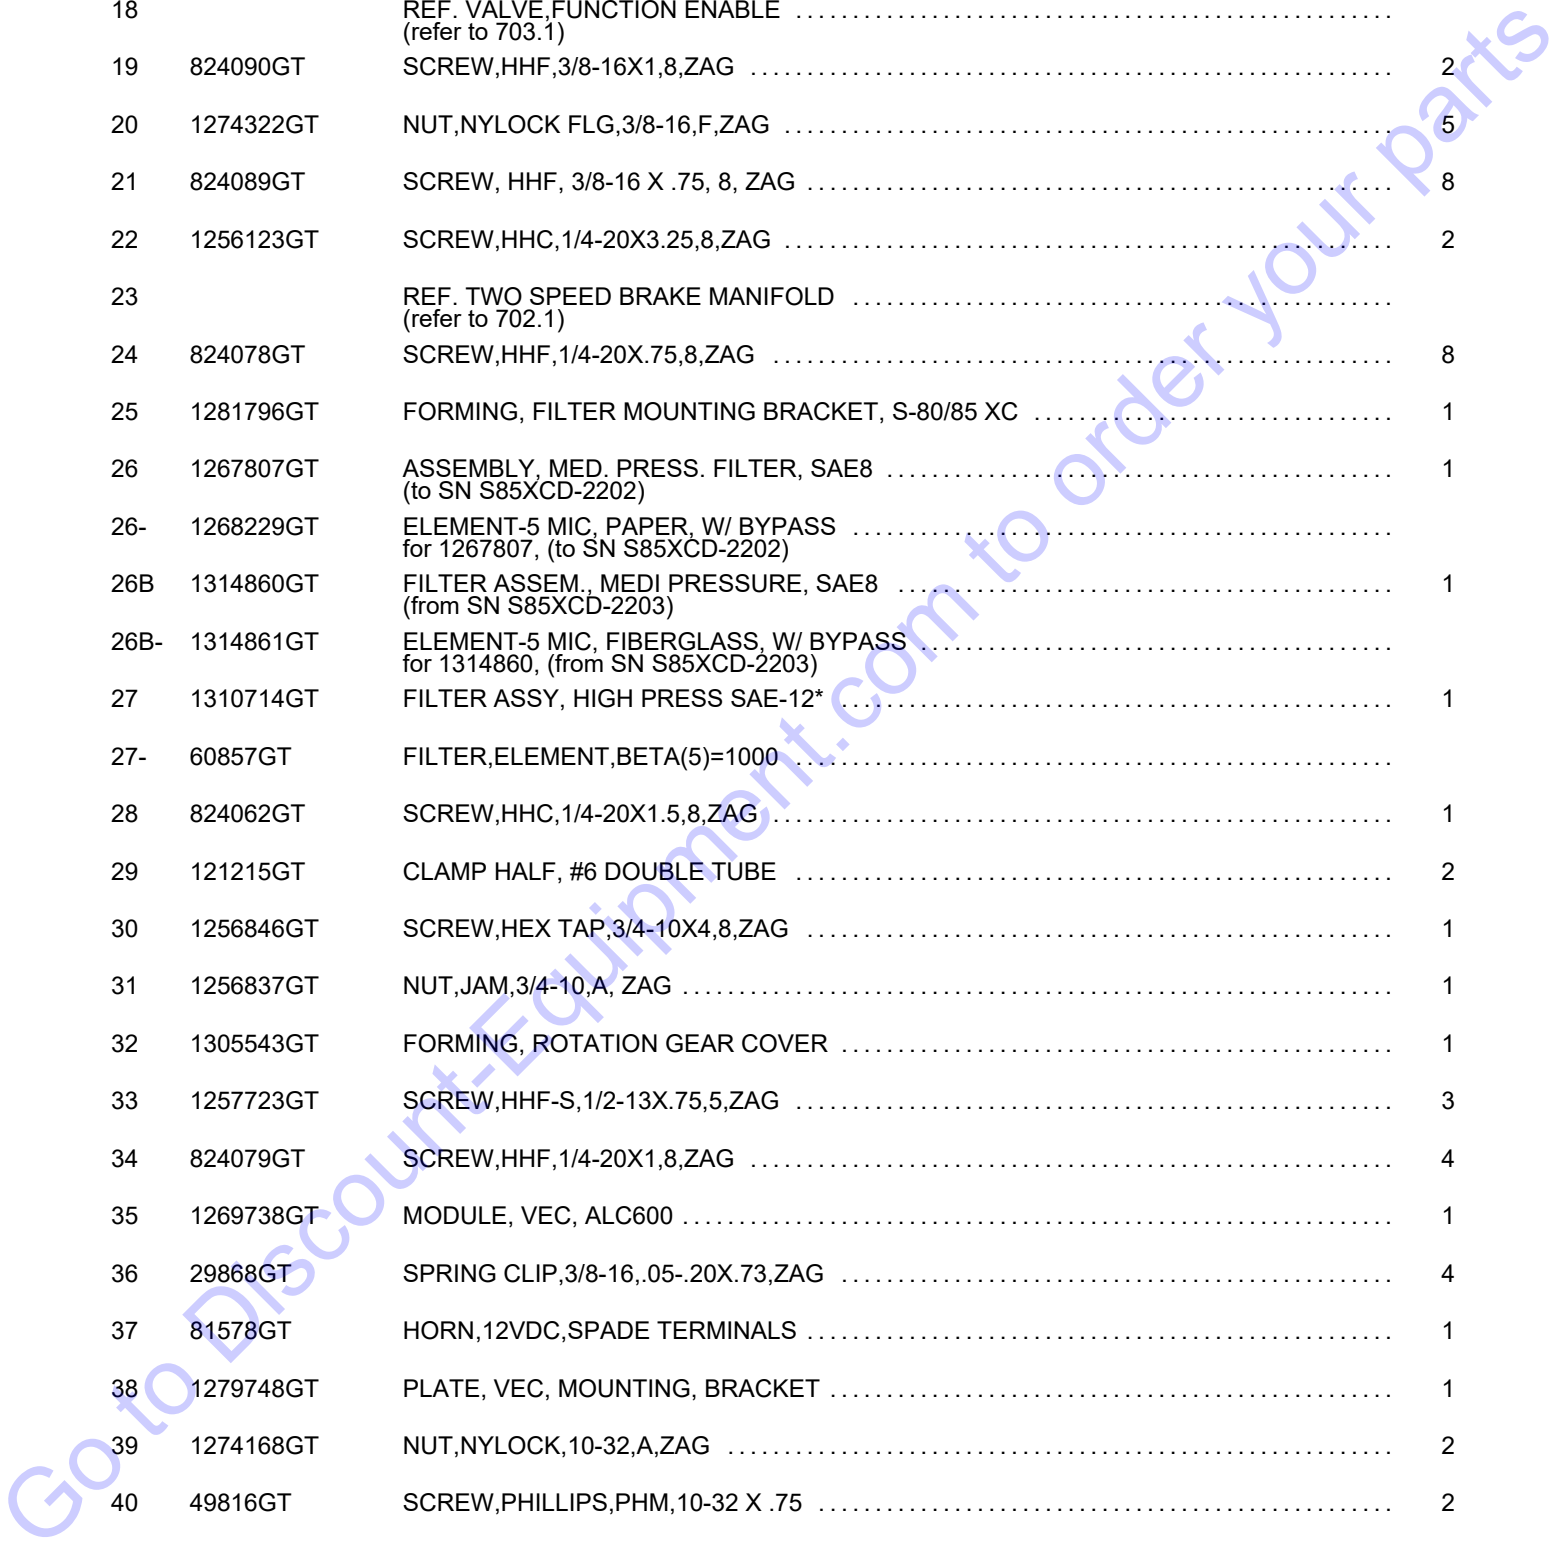 18 REF. VALVE,FUNCTION ENABLE ................................................
(refer to 703.1)
19 824090GT SCREW,HHF,3/8-16X1,8,ZAG ................................................ 2
20 1274322GT NUT,NYLOCK FLG,3/8-16,F,ZAG ................................................ 5
21 824089GT SCREW, HHF, 3/8-16 X .75, 8, ZAG ................................................ 8
22 1256123GT SCREW,HHC,1/4-20X3.25,8,ZAG ................................................ 2
23 REF. TWO SPEED BRAKE MANIFOLD ................................................
(refer to 702.1)
24 824078GT SCREW,HHF,1/4-20X.75,8,ZAG ................................................ 8
25 1281796GT FORMING, FILTER MOUNTING BRACKET, S-80/85 XC ................................ 1
26 1267807GT ASSEMBLY, MED. PRESS. FILTER, SAE8 ........................................ 1
(to SN S85XCD-2202)
26- 1268229GT ELEMENT-5 MIC, PAPER, W/ BYPASS ........................................
for 1267807, (to SN S85XCD-2202)
26B 1314860GT FILTER ASSEM., MEDI PRESSURE, SAE8 ........................................ 1
(from SN S85XCD-2203)
26B- 1314861GT ELEMENT-5 MIC, FIBERGLASS, W/ BYPASS ........................................
for 1314860, (from SN S85XCD-2203)
27 1310714GT FILTER ASSY, HIGH PRESS SAE-12* ........................................ 1
27- 60857GT FILTER,ELEMENT,BETA(5)=1000 ................................................
28 824062GT SCREW,HHC,1/4-20X1.5,8,ZAG ................................................ 1
29 121215GT CLAMP HALF, #6 DOUBLE TUBE ................................................ 2
30 1256846GT SCREW,HEX TAP,3/4-10X4,8,ZAG ................................................ 1
31 1256837GT NUT,JAM,3/4-10,A, ZAG ................................................ 1
32 1305543GT FORMING, ROTATION GEAR COVER ................................................ 1
33 1257723GT SCREW,HHF-S,1/2-13X.75,5,ZAG ................................................ 3
34 824079GT SCREW,HHF,1/4-20X1,8,ZAG ................................................ 4
35 1269738GT MODULE, VEC, ALC600 ................................................ 1
36 29868GT SPRING CLIP,3/8-16,.05-.20X.73,ZAG ........................................ 4
37 81578GT HORN,12VDC,SPADE TERMINALS ................................................ 1
38 1279748GT PLATE, VEC, MOUNTING, BRACKET ................................................ 1
39 1274168GT NUT,NYLOCK,10-32,A,ZAG ................................................ 2
40 49816GT SCREW,PHILLIPS,PHM,10-32 X .75 ................................................ 2
Go to Discount-Equipment.com to order your parts